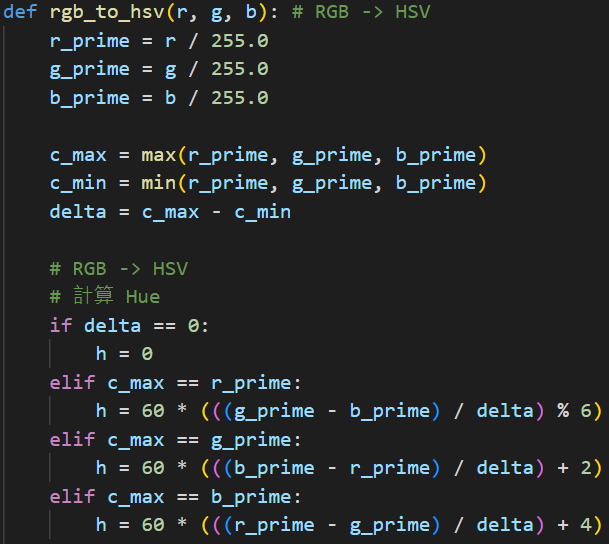 def rgb_to_hsv(r, g, b): # RGB -> HSV
    r_prime = r / 255.0
    g_prime = g / 255.0
    b_prime = b / 255.0

    c_max = max(r_prime, g_prime, b_prime)
    c_min = min(r_prime, g_prime, b_prime)
    delta = c_max - c_min

    # RGB -> HSV
    # 計算 Hue
    if delta == 0:
        h = 0
    elif c_max == r_prime:
        h = 60 * (((g_prime - b_prime) / delta) % 6)
    elif c_max == g_prime:
        h = 60 * (((b_prime - r_prime) / delta) + 2)
    elif c_max == b_prime:
        h = 60 * (((r_prime - g_prime) / delta) + 4)